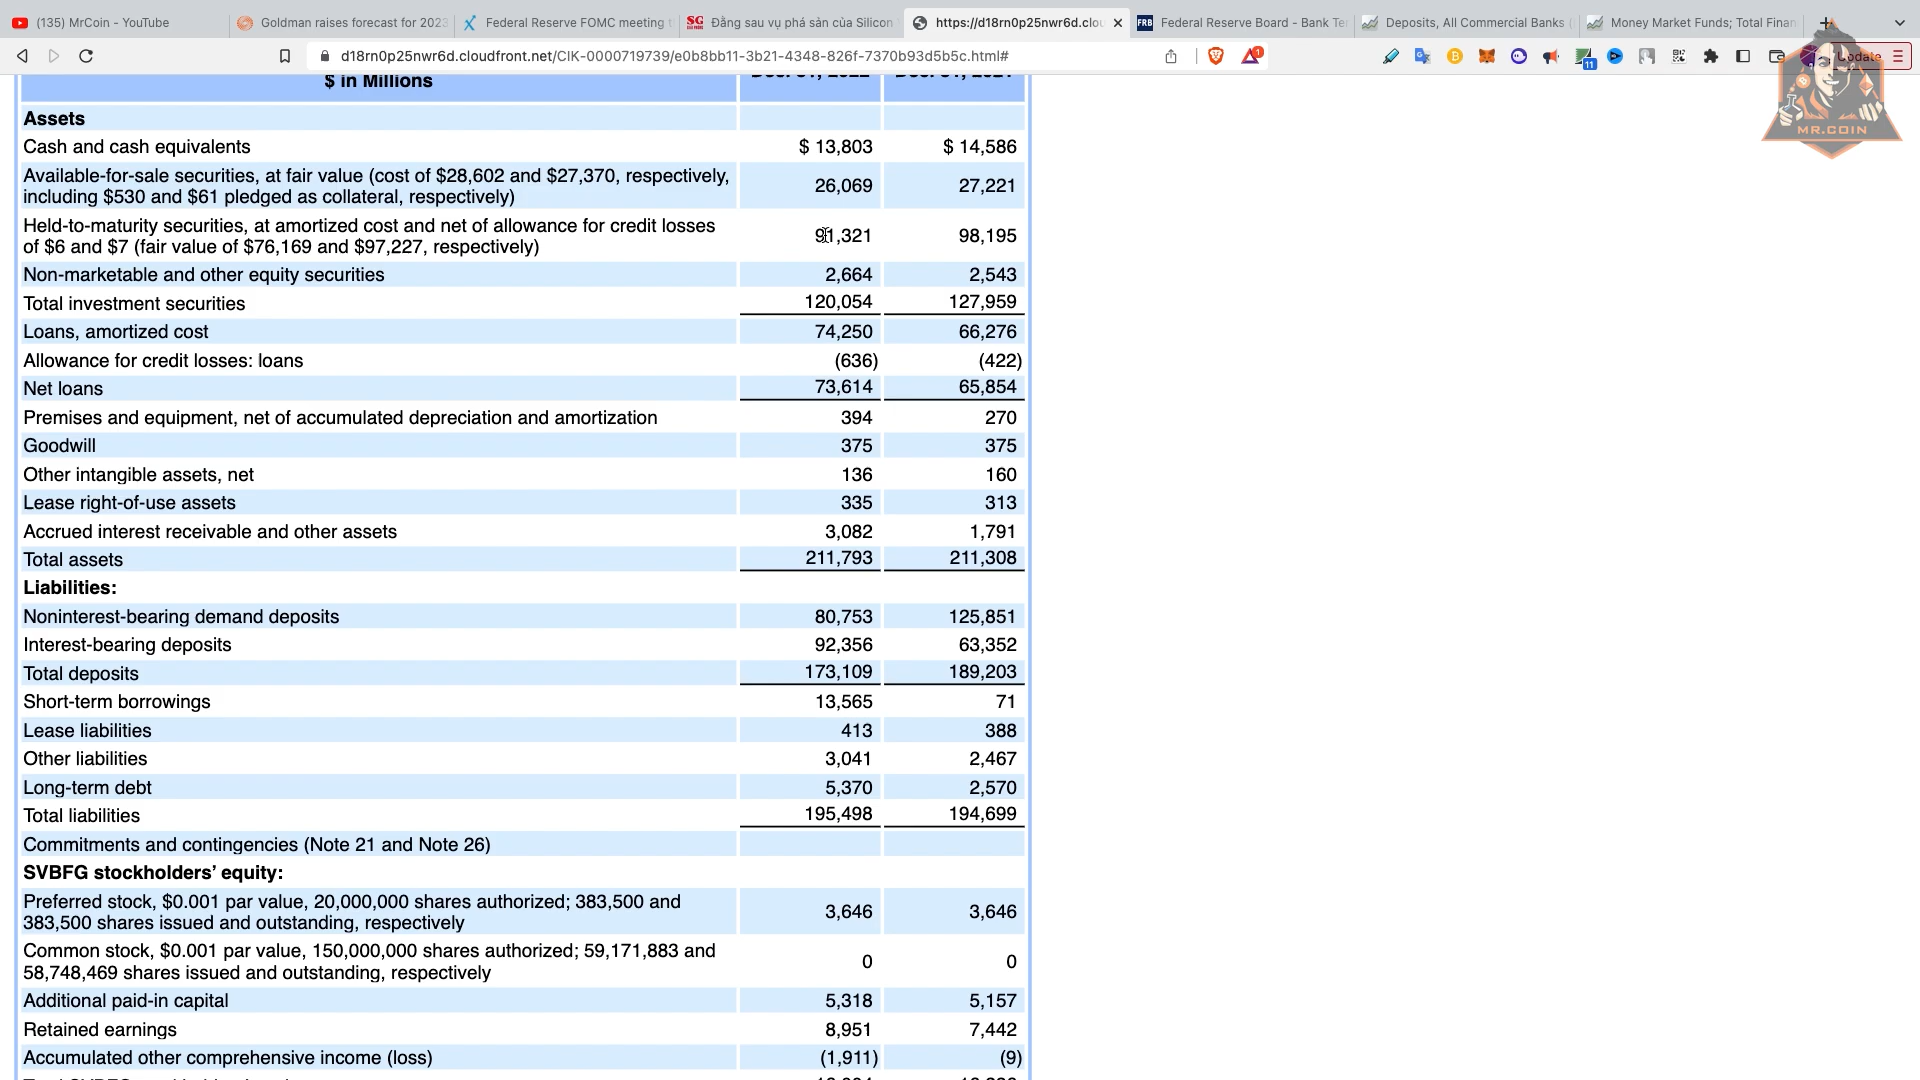 (135) MrCoin - YouTube
Goldman raises forecast for 2023
Federal Reserve FOMC meeting
Đằng sau vụ phá sản của Silicon
https://d18rn0p25nwr6d.clou
Federal Reserve Board - Bank Te
Deposits, All Commercial Banks
Money Market Funds; Total Finan
d18rn0p25nwr6d.cloudfront.net/CIK-0000719739/e0b8bb11-3b21-4348-826f-7370b93d5b5c.html#
1
11
Update
MR.COIN
$ in Millions
Assets
Cash and cash equivalents $ 13,803 $ 14,586
Available-for-sale securities, at fair value (cost of $28,602 and $27,370, respectively,
including $530 and $61 pledged as collateral, respectively) 26,069 27,221
Held-to-maturity securities, at amortized cost and net of allowance for credit losses
of $6 and $7 (fair value of $76,169 and $97,227, respectively) 91,321 98,195
Non-marketable and other equity securities 2,664 2,543
Total investment securities 120,054 127,959
Loans, amortized cost 74,250 66,276
Allowance for credit losses: loans (636) (422)
Net loans 73,614 65,854
Premises and equipment, net of accumulated depreciation and amortization 394 270
Goodwill 375 375
Other intangible assets, net 136 160
Lease right-of-use assets 335 313
Accrued interest receivable and other assets 3,082 1,791
Total assets 211,793 211,308
Liabilities:
Noninterest-bearing demand deposits 80,753 125,851
Interest-bearing deposits 92,356 63,352
Total deposits 173,109 189,203
Short-term borrowings 13,565 71
Lease liabilities 413 388
Other liabilities 3,041 2,467
Long-term debt 5,370 2,570
Total liabilities 195,498 194,699
Commitments and contingencies (Note 21 and Note 26)
SVBFG stockholders’ equity:
Preferred stock, $0.001 par value, 20,000,000 shares authorized; 383,500 and
383,500 shares issued and outstanding, respectively 3,646 3,646
Common stock, $0.001 par value, 150,000,000 shares authorized; 59,171,883 and
58,748,469 shares issued and outstanding, respectively 0 0
Additional paid-in capital 5,318 5,157
Retained earnings 8,951 7,442
Accumulated other comprehensive income (loss) (1,911) (9)